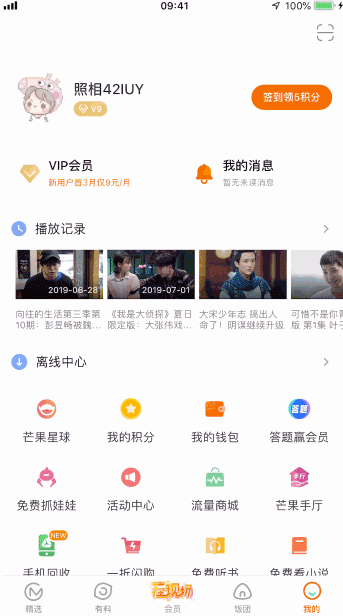 09:41
100%
照相42IUY
V9
签到领5积分
VIP会员
新用户首3月仅9元/月
我的消息
暂无未读消息
播放记录
2019-06-28
2019-07-01
向往的生活第三季第10期：彭昱畅被魏...
《我是大侦探》夏日限定版：大张伟戏...
大宋少年志 搞出人命了！阴谋继续升级
可惜不是你
版 第1集 叶子
离线中心
芒果星球
我的积分
我的钱包
答题
答题赢会员
免费抓娃娃
活动中心
流量商城
手厅
芒果手厅
NEW
手机回收
一折闪购
免费听书
免费看小说
精选
有料
在现场
会员
饭团
我的